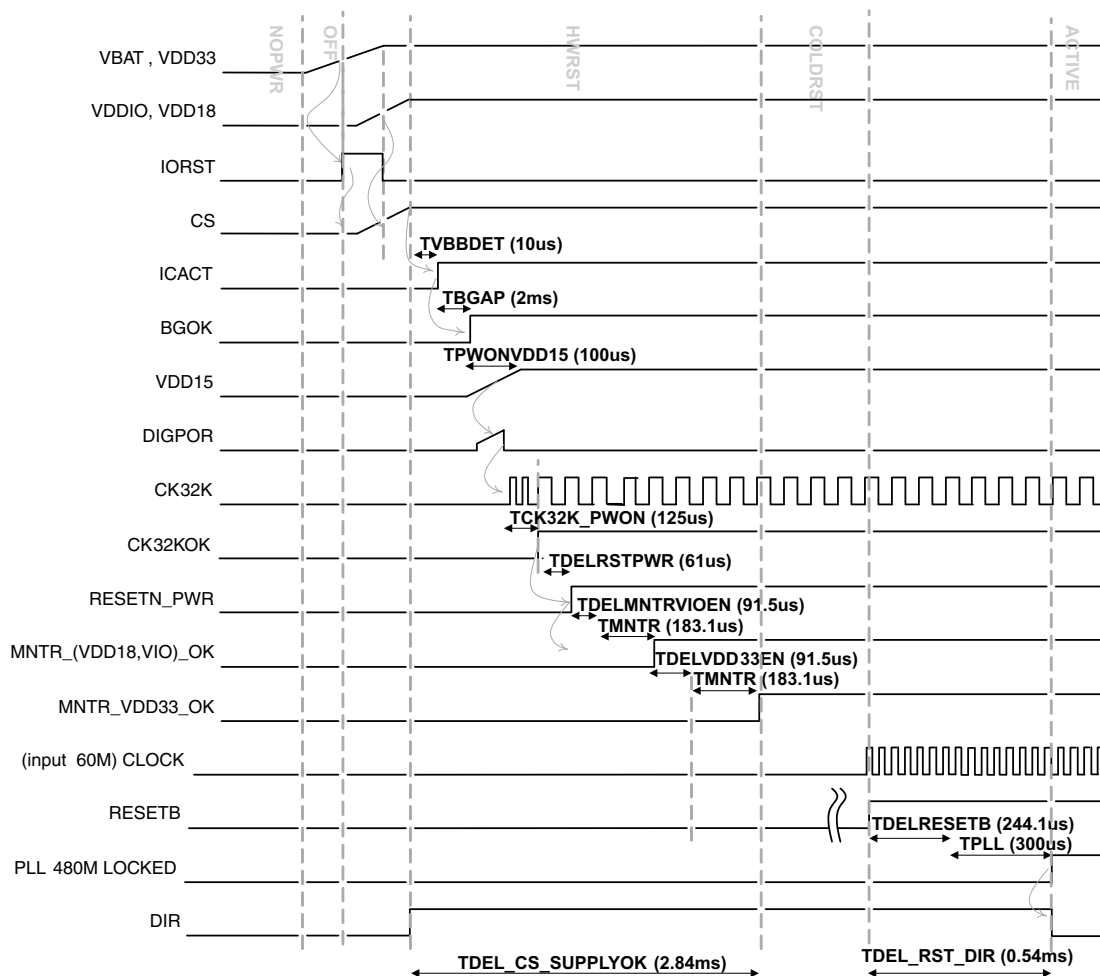 NOPWR
OFF
HWRST
COLDRST
ACTIVE
VBAT , VDD33
VDDIO, VDD18
IORST
CS
TVBBDET (10us)
ICACT
TBGAP (2ms)
BGOK
TPWONVDD15 (100us)
VDD15
DIGPOR
CK32K
TCK32K_PWON (125us)
CK32KOK
TDELRSTPWR (61us)
RESETN_PWR
TDELMNTRVIOEN (91.5us)
TMNTR (183.1us)
MNTR_(VDD18,VIO)_OK
TDELVDD33EN (91.5us)
TMNTR (183.1us)
MNTR_VDD33_OK
(input 60M) CLOCK
RESETB
TDELRESETB (244.1us)
TPLL (300us)
PLL 480M LOCKED
DIR
TDEL_CS_SUPPLYOK (2.84ms)
TDEL_RST_DIR (0.54ms)